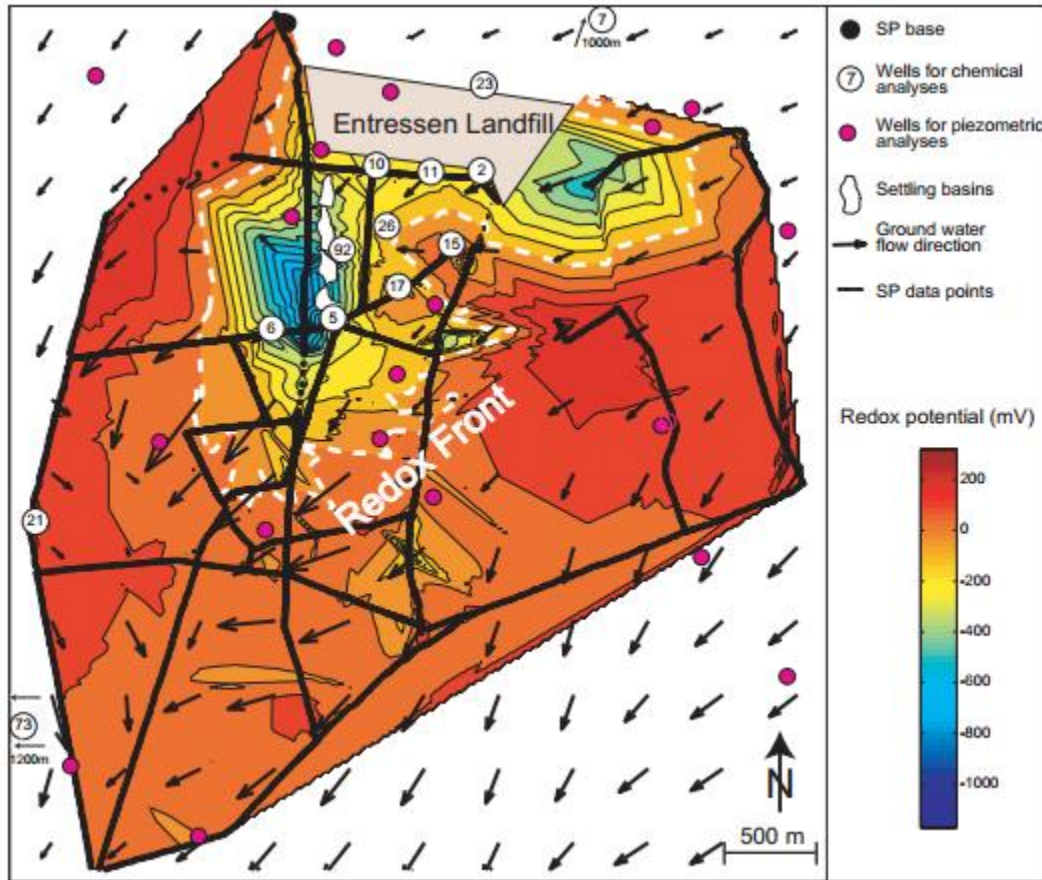 7
1000m
23
Entressen Landfill
10
11
2
26
15
92
17
5
6
Redox Front
21
73
1200m
N
500 m
SP base
7
Wells for chemical
analyses
Wells for piezometric
analyses
Settling basins
Ground water
flow direction
SP data points
Redox potential (mV)
200
0
-200
-400
-600
-800
-1000